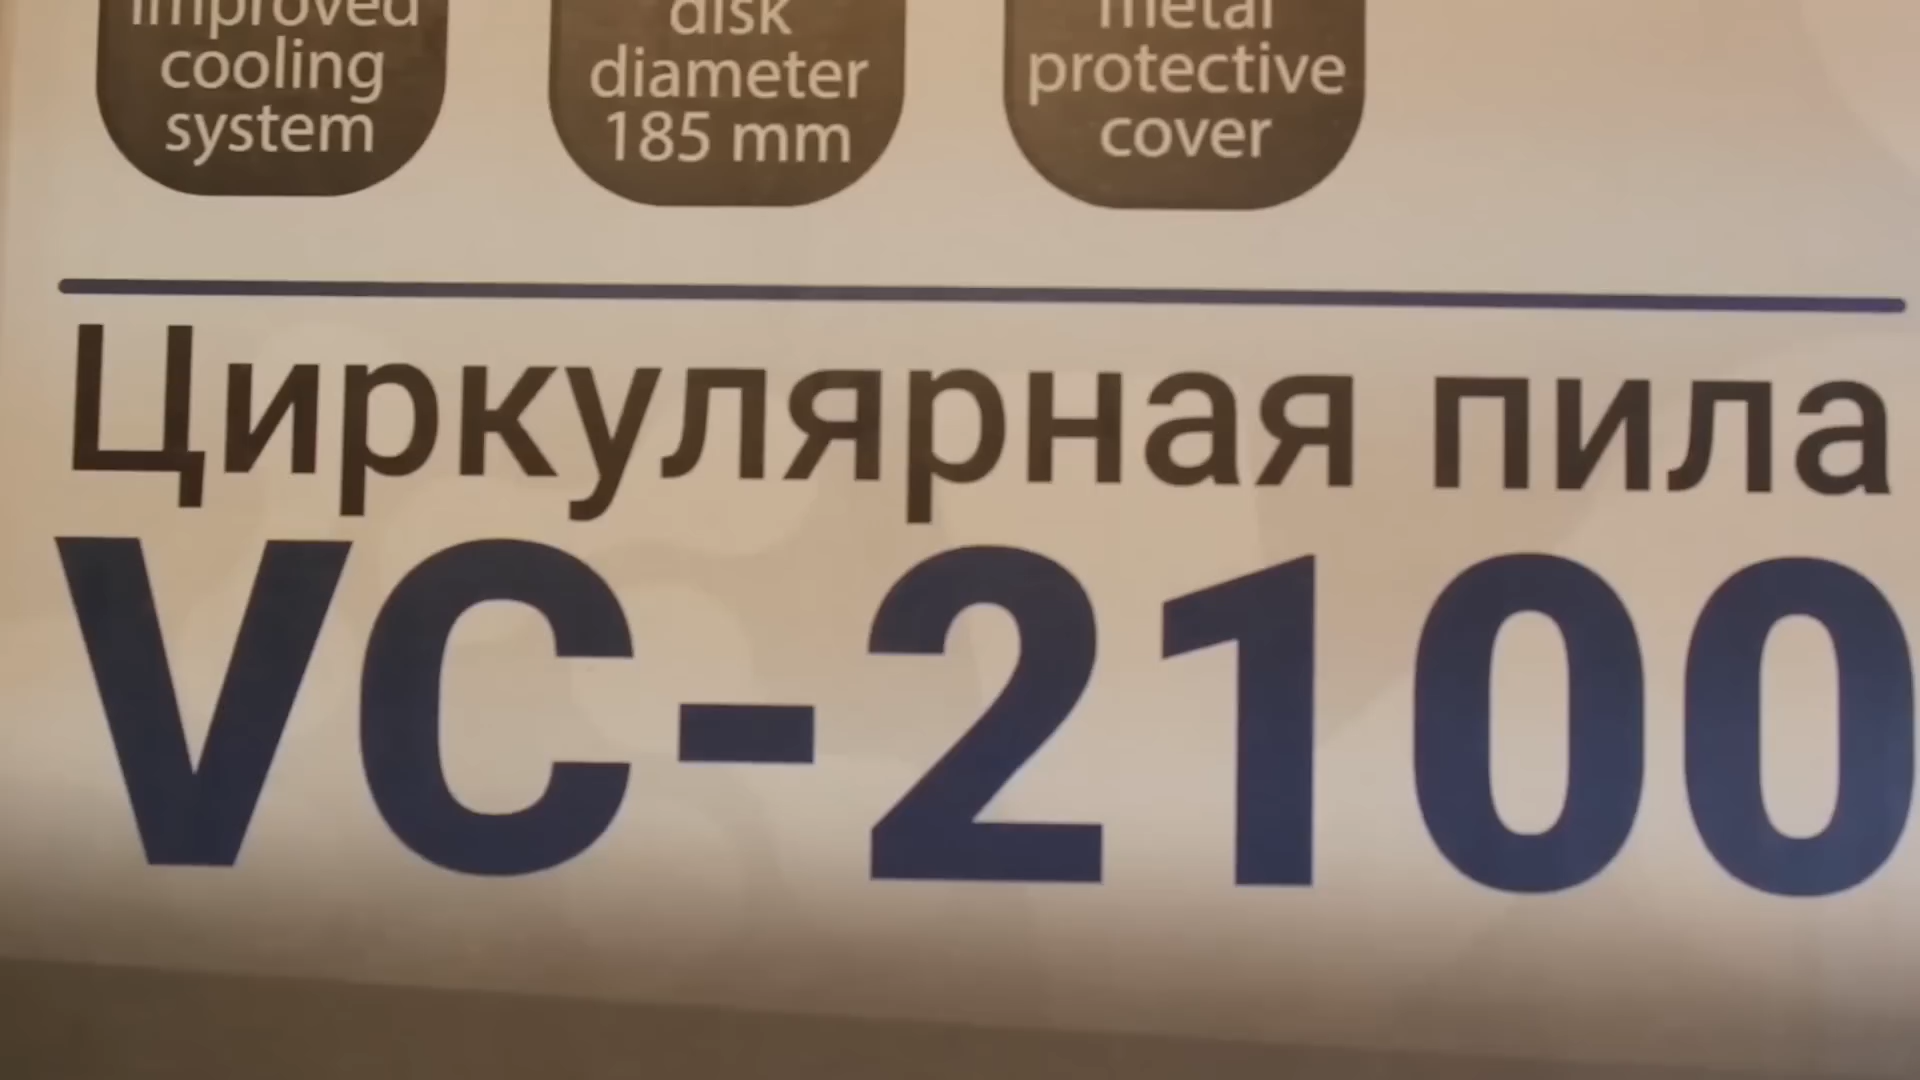 improved
cooling
system
disk
diameter
185 mm
metal
protective
cover
Циркулярная пила
VC-2100